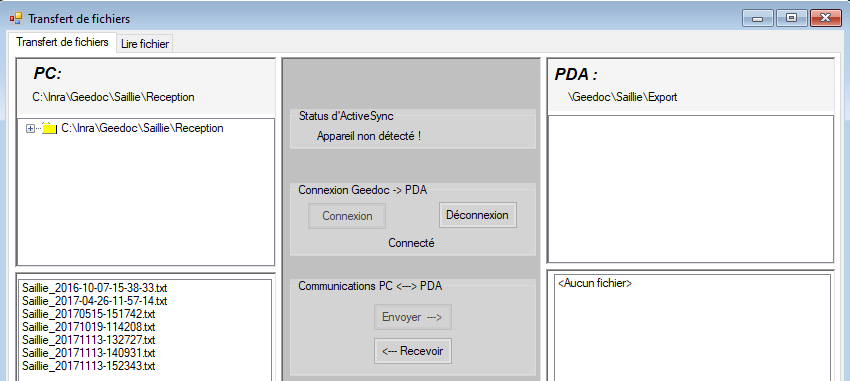 Transfert de fichiers
Transfert de fichiers
Lire fichier
PC:
C:\Inra\Geedoc\Saillie\Reception
C:\Inra\Geedoc\Saillie\Reception
Saillie_2016-10-07-15-38-33.txt
Saillie_2017-04-26-11-57-14.txt
Saillie_20170515-151742.txt
Saillie_20171019-114208.txt
Saillie_20171113-132727.txt
Saillie_20171113-140931.txt
Saillie_20171113-152343.txt
Status d'ActiveSync
Appareil non détecté !
Connexion Geedoc -> PDA
Connexion
Déconnexion
Connecté
Communications PC <---> PDA
Envoyer --->
<--- Recevoir
PDA :
\Geedoc\Saillie\Export
<Aucun fichier>